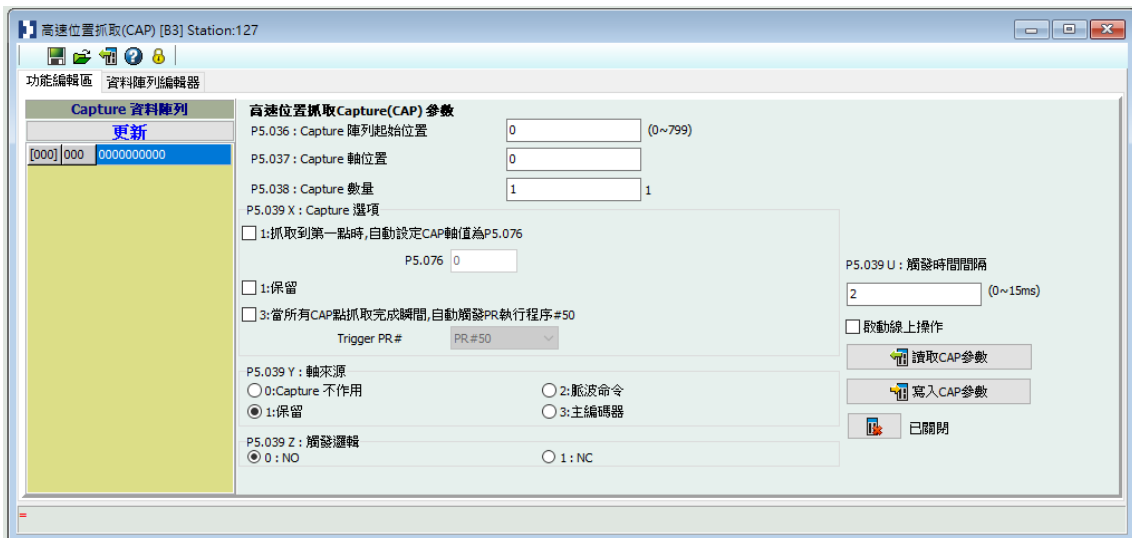 高速位置抓取(CAP) [B3] Station:127
功能編輯區 資料陣列編輯器
Capture 資料陣列
更新
[000] 000 0000000000
高速位置抓取Capture(CAP) 參數
P5.036 : Capture 陣列起始位置 0 (0~799)
P5.037 : Capture 軸位置 0
P5.038 : Capture 數量 1 1
P5.039 X : Capture 選項
1:抓取到第一點時,自動設定CAP軸值為P5.076
P5.076 0
1:保留
3:當所有CAP點抓取完成瞬間,自動觸發PR執行程序#50
Trigger PR# PR#50
P5.039 Y : 軸來源
0:Capture 不作用 2:脈波命令
1:保留 3:主編碼器
P5.039 Z : 觸發邏輯
0 : NO 1 : NC
P5.039 U : 觸發時間間隔
2 (0~15ms)
啟動線上操作
讀取CAP參數
寫入CAP參數
已關閉
=